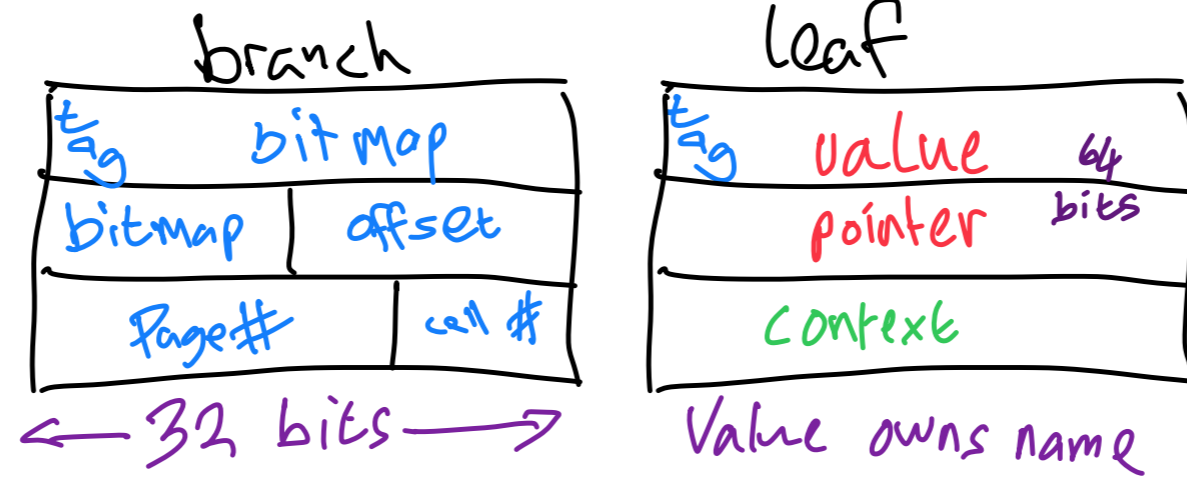 branch
tag bitmap
bitmap offset
Page# cell #
32 bits
leaf
tag value 64
pointer bits
context
Value owns name